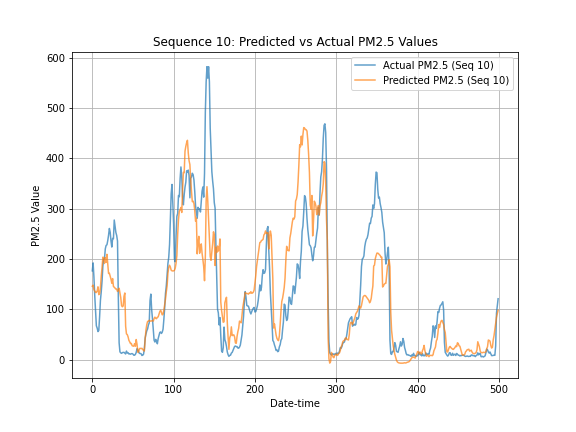 Sequence 10: Predicted vs Actual PM2.5 Values
Actual PM2.5 (Seq 10)
Predicted PM2.5 (Seq 10)
PM2.5 Value
600
500
400
300
200
100
0
0 100 200 300 400 500
Date-time